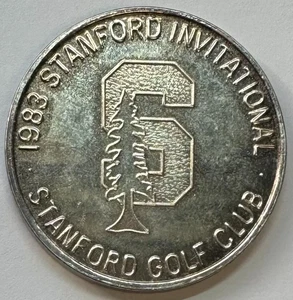 1983 STANFORD INVITATIONAL
S
STANFORD GOLF CLUB